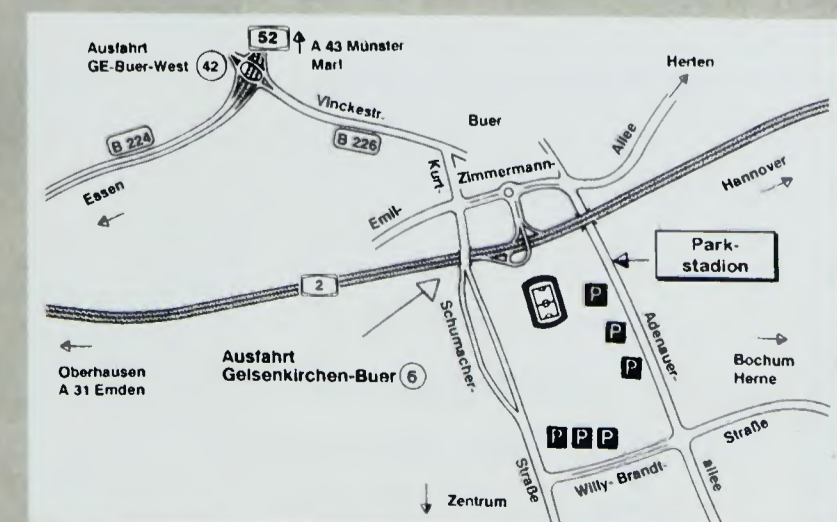 Ausfahrt
GE-Buer-West 42
52
A 43 Münster
Marl
Herten
Vinckestr.
Buer
B 224
B 226
Allee
Kurt-
Zimmermann-
Hannover
Essen
Emil-
Park-
stadion
2
P
P
P
Schumacher-
Adenauer-
Ausfahrt
Gelsenkirchen-Buer 6
Oberhausen
A 31 Emden
Bochum
Herne
P P P
Straße
Straße
Willy-Brandt-
allee
Zentrum